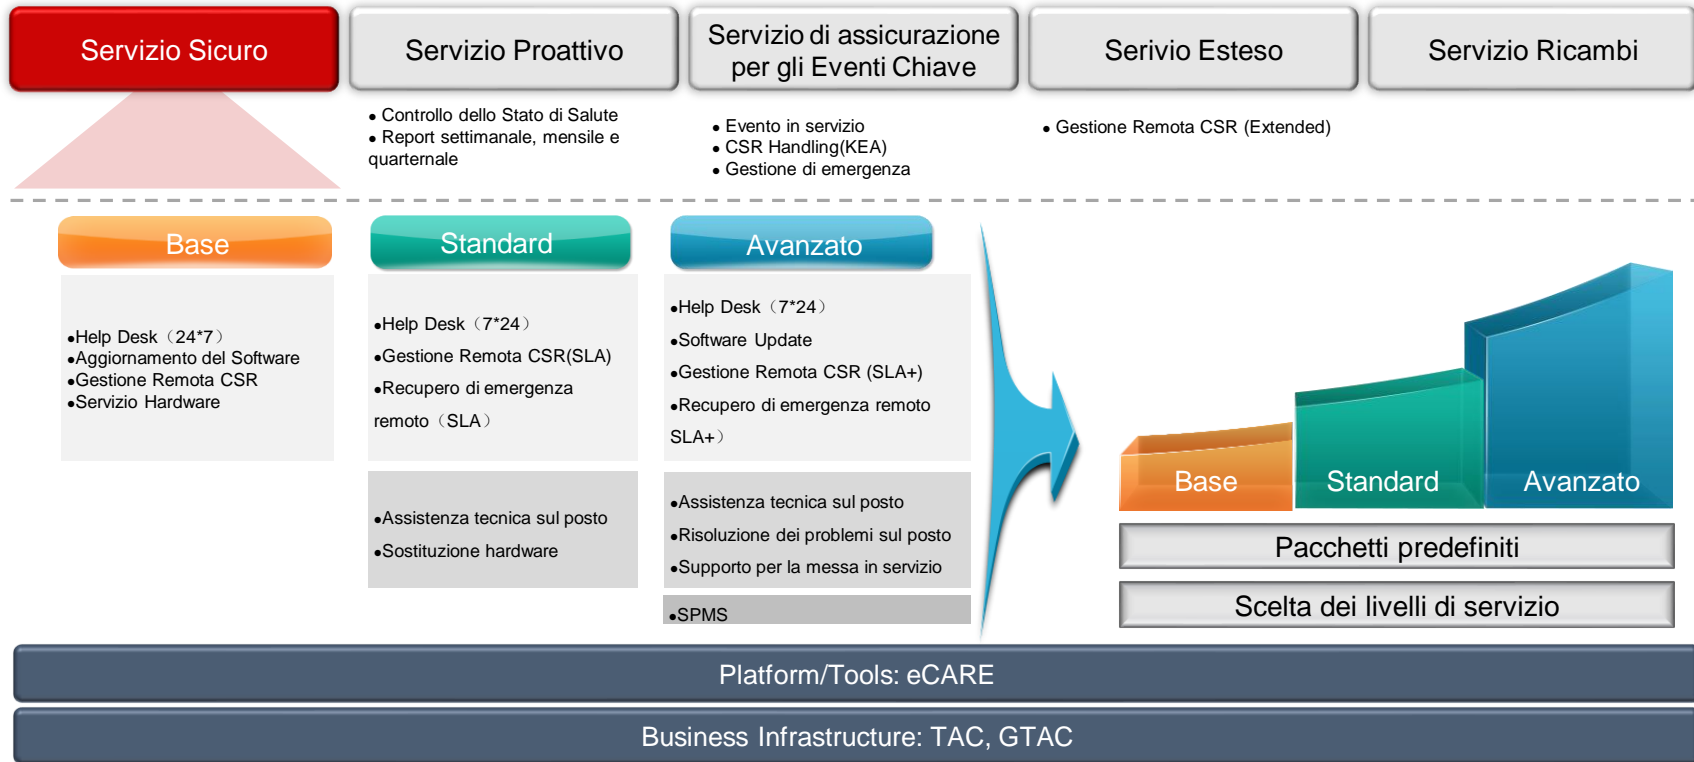 Servizio Sicuro
Servizio Proattivo
Servizio di assicurazione
per gli Eventi Chiave
Serivio Esteso
Servizio Ricambi
● Controllo dello Stato di Salute
● Report settimanale, mensile e
quarternale
● Evento in servizio
● CSR Handling(KEA)
● Gestione di emergenza
● Gestione Remota CSR (Extended)
Base
●Help Desk（24*7）
●Aggiornamento del Software
●Gestione Remota CSR
●Servizio Hardware
Standard
●Help Desk（7*24）
●Gestione Remota CSR(SLA)
●Recupero di emergenza
remoto（SLA）
●Assistenza tecnica sul posto
●Sostituzione hardware
Avanzato
●Help Desk（7*24）
●Software Update
●Gestione Remota CSR (SLA+)
●Recupero di emergenza remoto
SLA+）
●Assistenza tecnica sul posto
●Risoluzione dei problemi sul posto
●Supporto per la messa in servizio
●SPMS
Base
Standard
Avanzato
Pacchetti predefiniti
Scelta dei livelli di servizio
Platform/Tools: eCARE
Business Infrastructure: TAC, GTAC